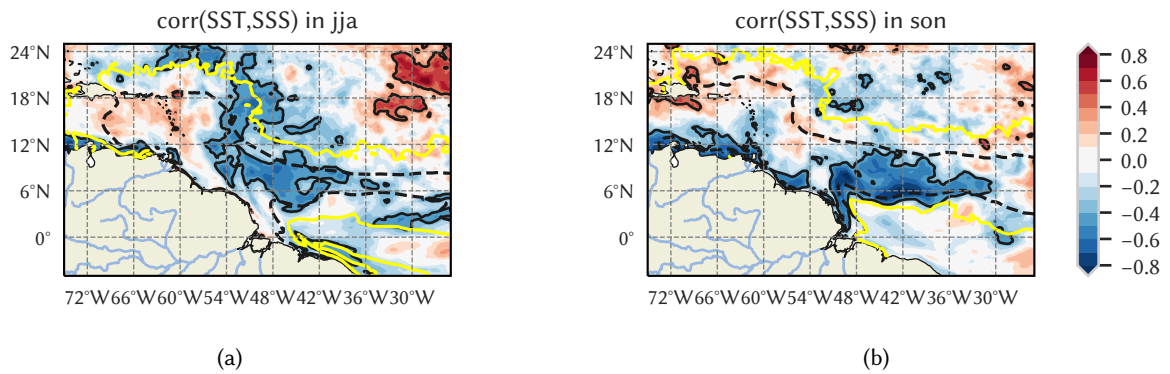 corr(SST,SSS) in jja
corr(SST,SSS) in son
24°N
18°N
12°N
6°N
0°
72°W66°W60°W54°W48°W42°W36°W30°W
24°N
18°N
12°N
6°N
0°
72°W66°W60°W54°W48°W42°W36°W30°W
0.8
0.6
0.4
0.2
0.0
−0.2
−0.4
−0.6
−0.8
(a)
(b)